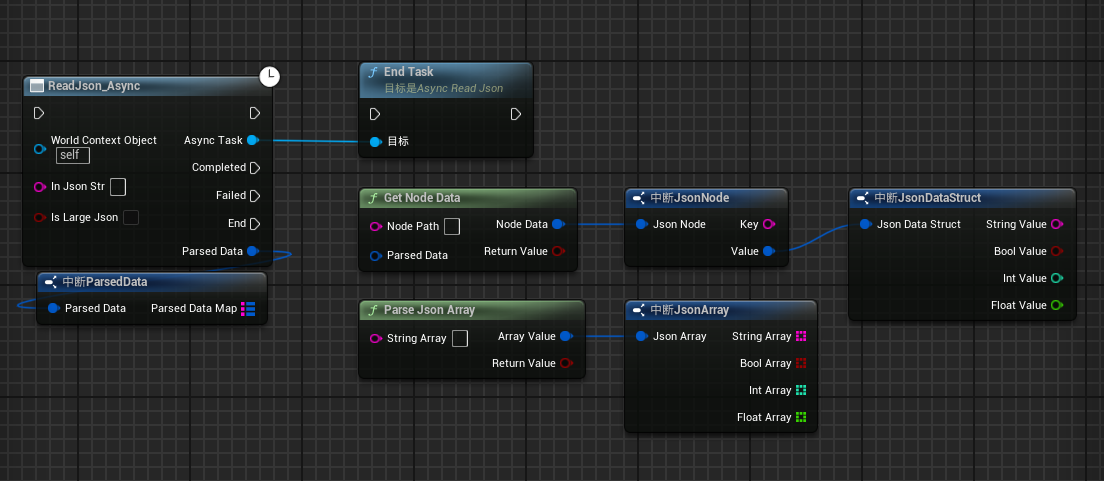 ReadJson_Async
World Context Object
self
Async Task
Completed
In Json Str
Failed
Is Large Json
End
Parsed Data
中断ParsedData
Parsed Data
Parsed Data Map
End Task
目标是Async Read Json
目标
Get Node Data
Node Path
Node Data
Parsed Data
Return Value
中断JsonNode
Json Node
Key
Value
中断JsonDataStruct
Json Data Struct
String Value
Bool Value
Int Value
Float Value
Parse Json Array
String Array
Array Value
Return Value
中断JsonArray
Json Array
String Array
Bool Array
Int Array
Float Array